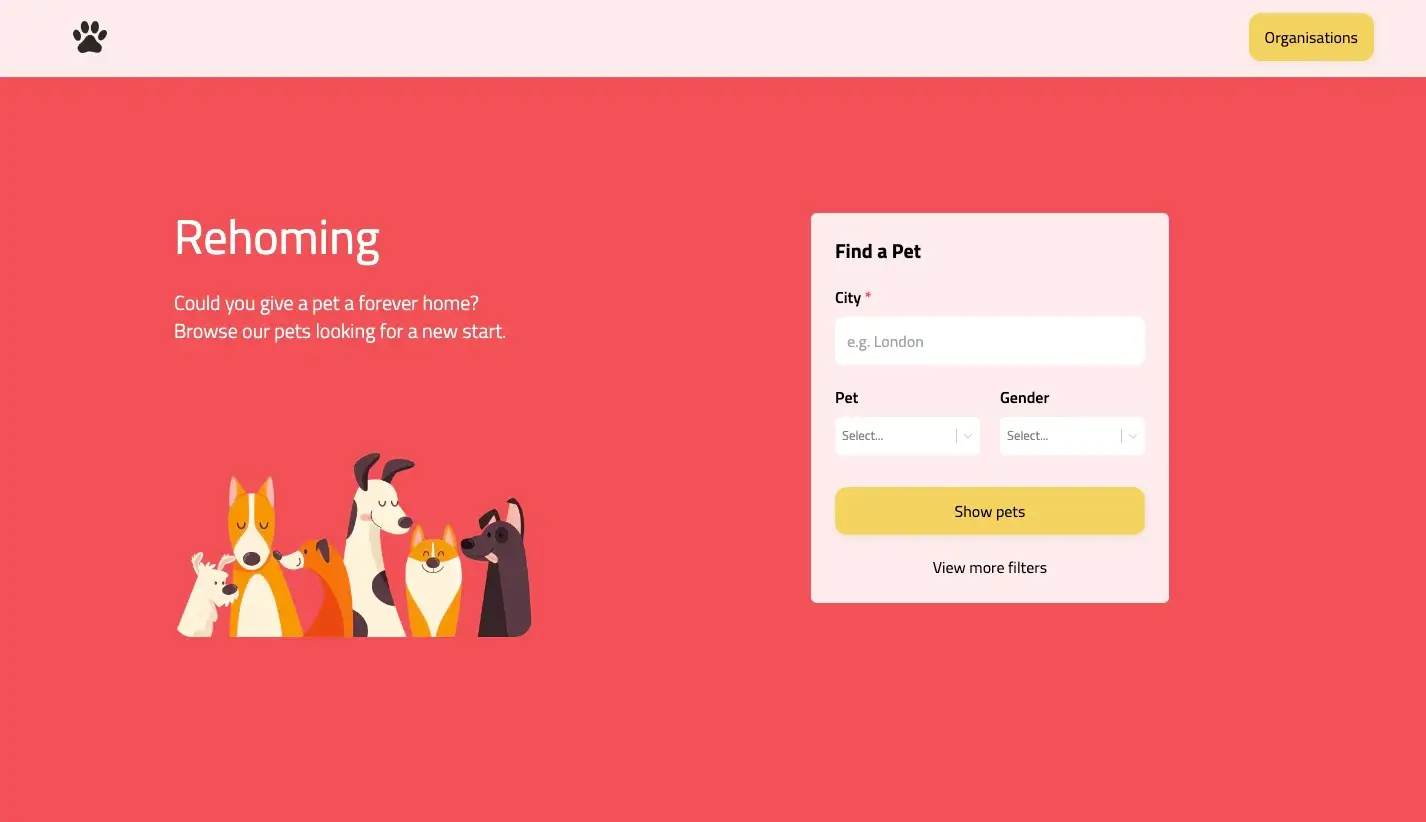 Organisations
Rehoming
Could you give a pet a forever home?
Browse our pets looking for a new start.
Find a Pet
City *
e.g. London
Pet
Gender
Select...
Select...
Show pets
View more filters